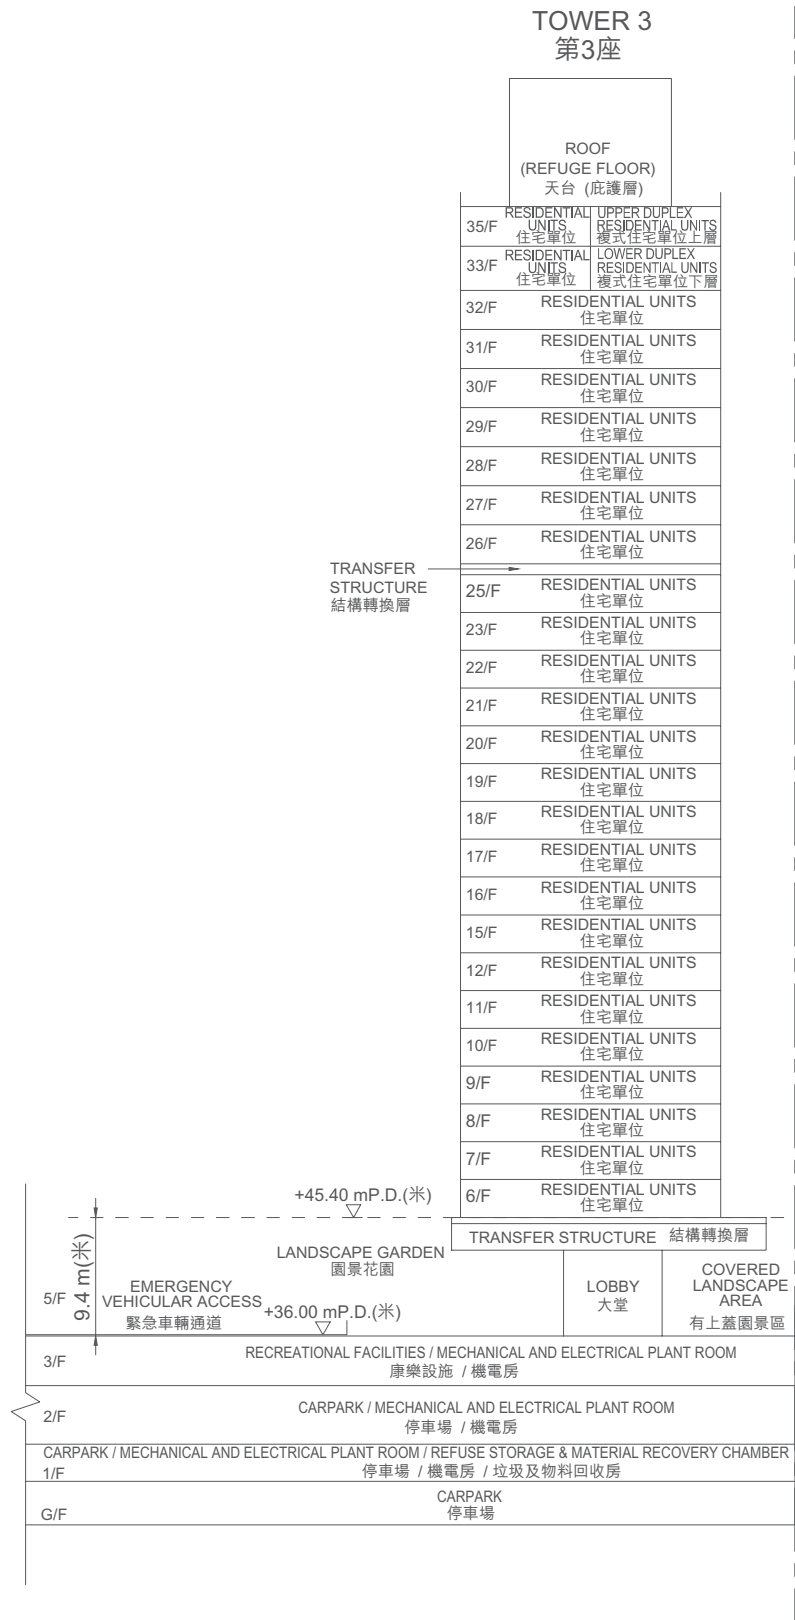 TOWER 3
第3座
ROOF
(REFUGE FLOOR)
天台 (庇護層)
35/F
RESIDENTIAL
UNITS
住宅單位
UPPER DUPLEX
RESIDENTIAL UNITS
複式住宅單位上層
33/F
RESIDENTIAL
UNITS
住宅單位
LOWER DUPLEX
RESIDENTIAL UNITS
複式住宅單位下層
32/F
RESIDENTIAL UNITS
住宅單位
31/F
RESIDENTIAL UNITS
住宅單位
30/F
RESIDENTIAL UNITS
住宅單位
29/F
RESIDENTIAL UNITS
住宅單位
28/F
RESIDENTIAL UNITS
住宅單位
27/F
RESIDENTIAL UNITS
住宅單位
26/F
RESIDENTIAL UNITS
住宅單位
TRANSFER
STRUCTURE
結構轉換層
25/F
RESIDENTIAL UNITS
住宅單位
23/F
RESIDENTIAL UNITS
住宅單位
22/F
RESIDENTIAL UNITS
住宅單位
21/F
RESIDENTIAL UNITS
住宅單位
20/F
RESIDENTIAL UNITS
住宅單位
19/F
RESIDENTIAL UNITS
住宅單位
18/F
RESIDENTIAL UNITS
住宅單位
17/F
RESIDENTIAL UNITS
住宅單位
16/F
RESIDENTIAL UNITS
住宅單位
15/F
RESIDENTIAL UNITS
住宅單位
12/F
RESIDENTIAL UNITS
住宅單位
11/F
RESIDENTIAL UNITS
住宅單位
10/F
RESIDENTIAL UNITS
住宅單位
9/F
RESIDENTIAL UNITS
住宅單位
8/F
RESIDENTIAL UNITS
住宅單位
7/F
RESIDENTIAL UNITS
住宅單位
6/F
RESIDENTIAL UNITS
住宅單位
+45.40 mP.D.(米)
TRANSFER STRUCTURE 結構轉換層
9.4 m(米)
LANDSCAPE GARDEN
園景花園
5/F
EMERGENCY
VEHICULAR ACCESS
緊急車輛通道
+36.00 mP.D.(米)
LOBBY
大堂
COVERED
LANDSCAPE
AREA
有上蓋園景區
3/F
RECREATIONAL FACILITIES / MECHANICAL AND ELECTRICAL PLANT ROOM
康樂設施 / 機電房
2/F
CARPARK / MECHANICAL AND ELECTRICAL PLANT ROOM
停車場 / 機電房
CARPARK / MECHANICAL AND ELECTRICAL PLANT ROOM / REFUSE STORAGE & MATERIAL RECOVERY CHAMBER
1/F
停車場 / 機電房 / 垃圾及物料回收房
G/F
CARPARK
停車場